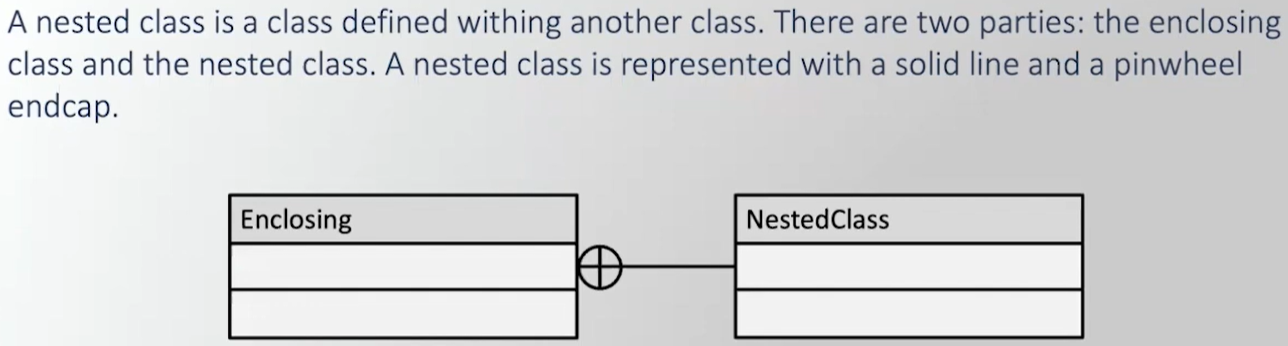 A nested class is a class defined withing another class. There are two parties: the enclosing
class and the nested class. A nested class is represented with a solid line and a pinwheel
endcap.
Enclosing
NestedClass